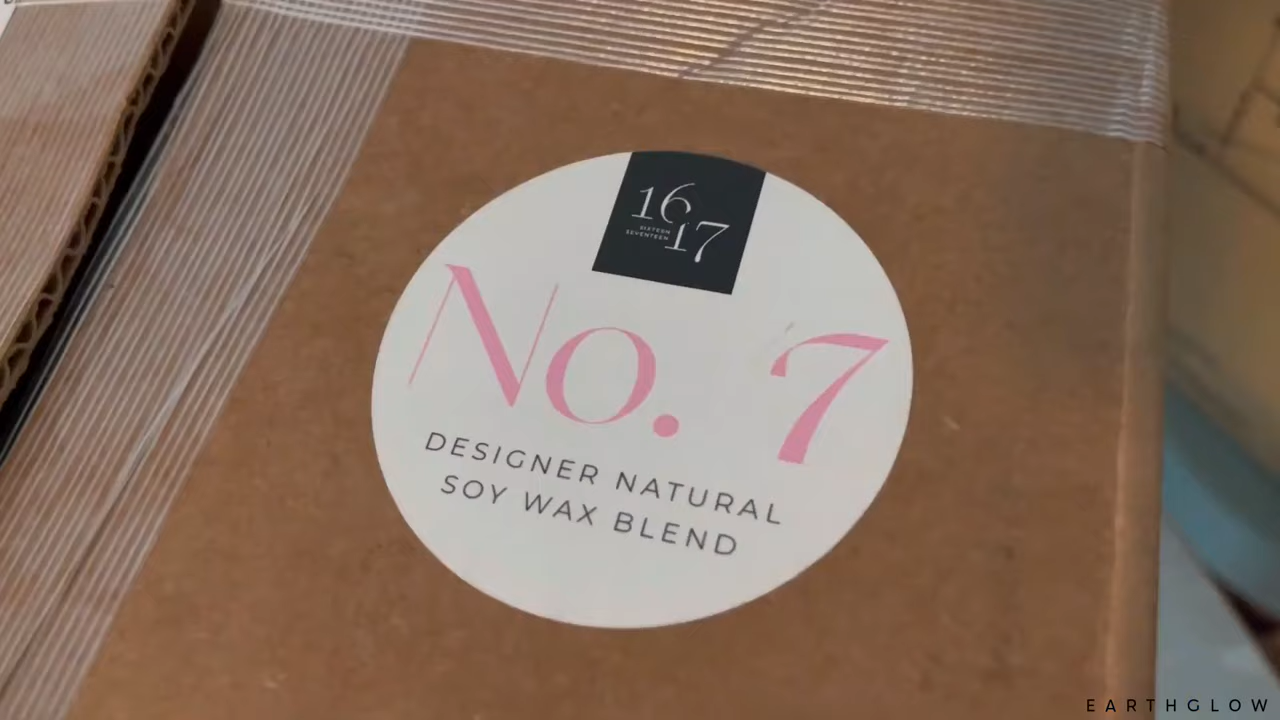 16
SIXTEEN
SEVENTEEN
17
No. 7
DESIGNER NATURAL
SOY WAX BLEND
EARTHGLOW